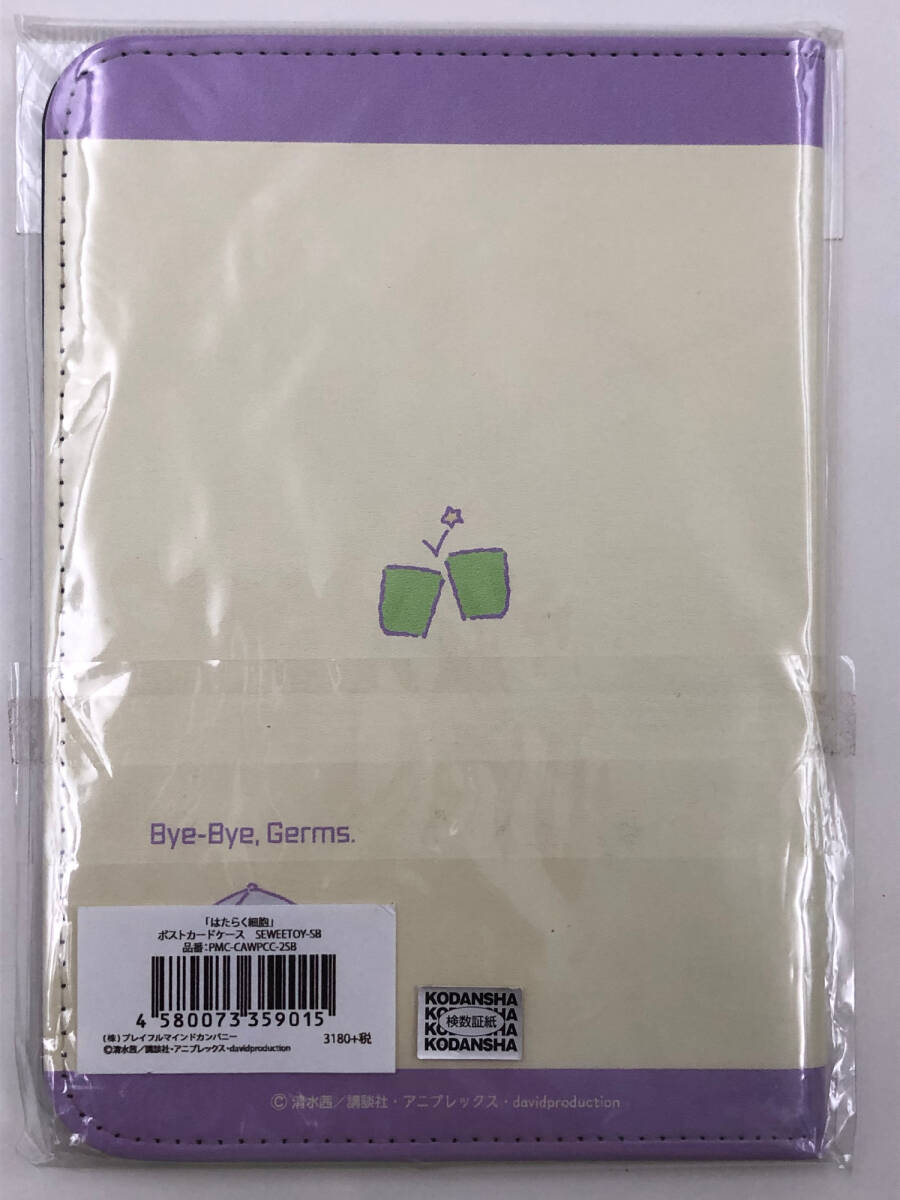 Bye-Bye, Germs.
「はたらく細胞」
ポストカードケース SEWEETOY-SB
品番:PMC-CAWPCC-2SB
4 580073 359015
(株)プレイフルマインドカンパニー 3180+税
©清水茜／講談社・アニプレックス・davidproduction
KODANSHA
検数証紙
KODANSHA
© 清水茜／講談社・アニプレックス・davidproduction